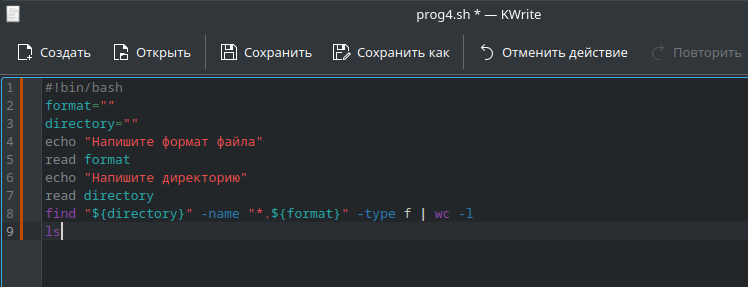 prog4.sh * — KWrite
Создать Открыть Сохранить Сохранить как Отменить действие Повторить
1 #!bin/bash
2 format=""
3 directory=""
4 echo "Напишите формат файла"
5 read format
6 echo "Напишите директорию"
7 read directory
8 find "${directory}" -name "*.${format}" -type f | wc -l
9 ls